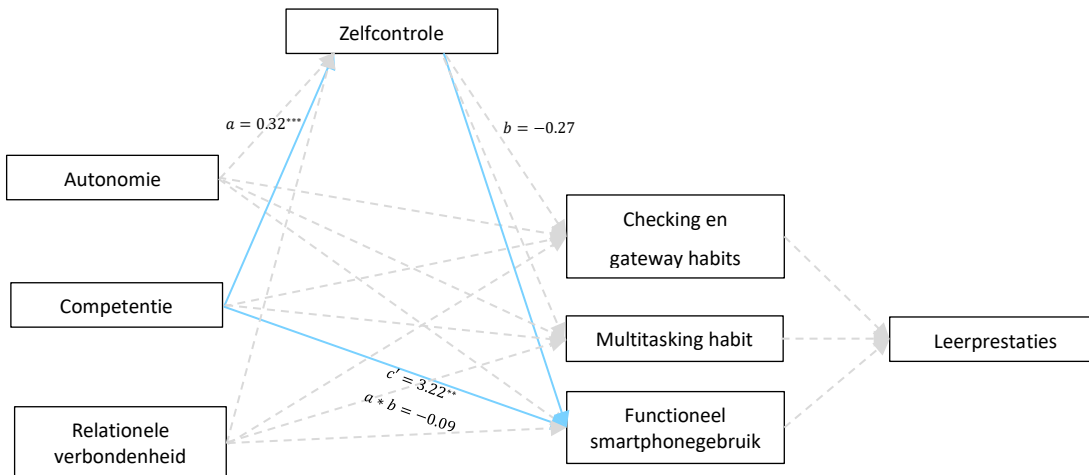 Zelfcontrole
a = 0.32***
b = −0.27
Autonomie
Checking en
gateway habits
Competentie
Multitasking habit
Leerprestaties
c′ = 3.22**
a * b = −0.09
Relationele
verbondenheid
Functioneel
smartphonegebruik